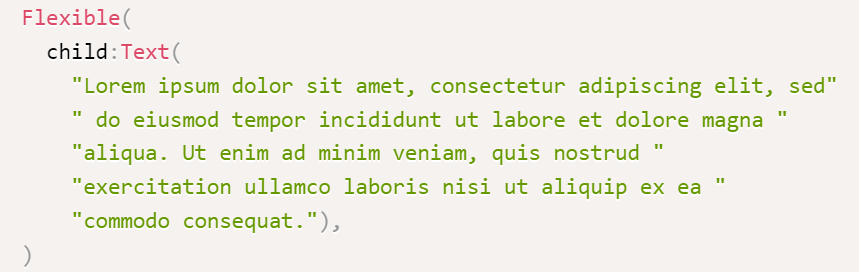 Flexible(
  child:Text(
    "Lorem ipsum dolor sit amet, consectetur adipiscing elit, sed"
    " do eiusmod tempor incididunt ut labore et dolore magna "
    "aliqua. Ut enim ad minim veniam, quis nostrud "
    "exercitation ullamco laboris nisi ut aliquip ex ea "
    "commodo consequat."),
)